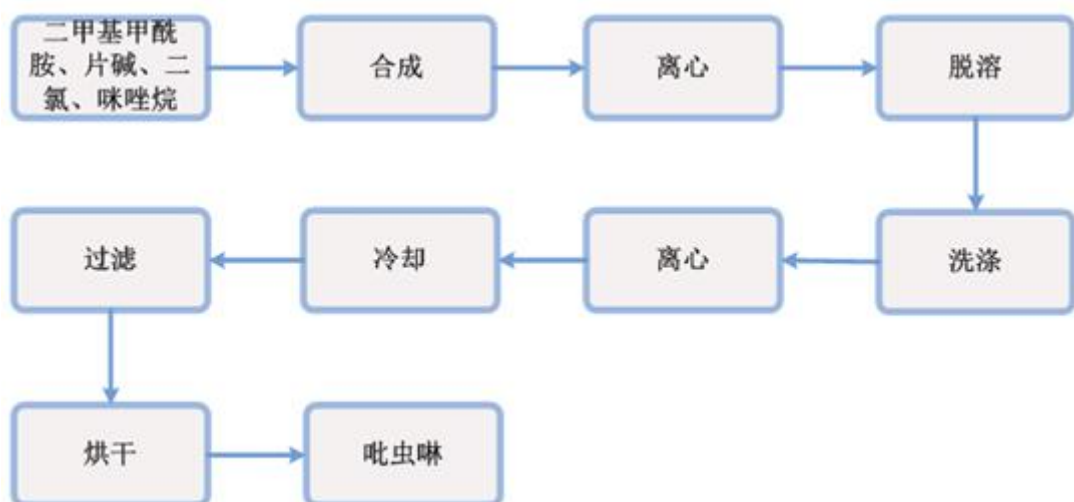 二甲基甲酰
胺、片碱、二
氯、咪唑烷
合成
离心
脱溶
洗涤
离心
冷却
过滤
烘干
吡虫啉